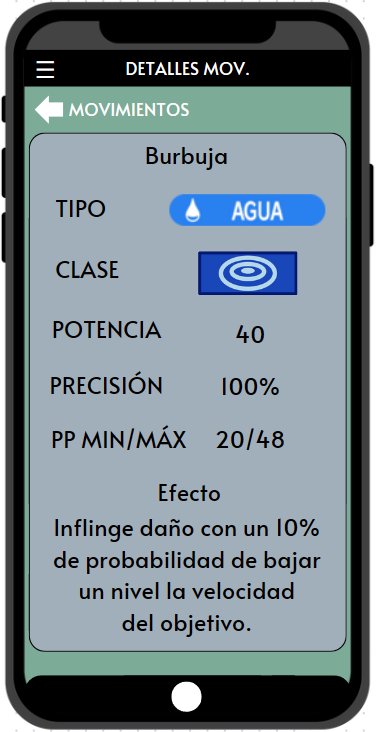 DETALLES MOV.
MOVIMIENTOS
Burbuja
TIPO AGUA
CLASE
POTENCIA 40
PRECISIÓN 100%
PP MIN/MÁX 20/48
Efecto
Inflinge daño con un 10%
de probabilidad de bajar
un nivel la velocidad
del objetivo.